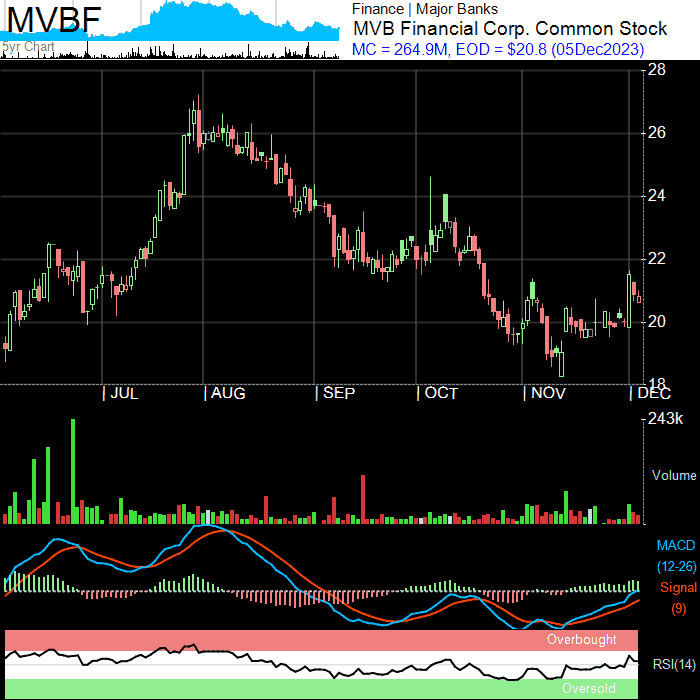 MVBF
5yr Chart
Finance | Major Banks
MVB Financial Corp. Common Stock
MC = 264.9M, EOD = $20.8 (05Dec2023)
28
26
24
22
20
18
JUL AUG SEP OCT NOV DEC
243k
Volume
MACD
(12-26)
Signal
(9)
Overbought
RSI(14)
Oversold